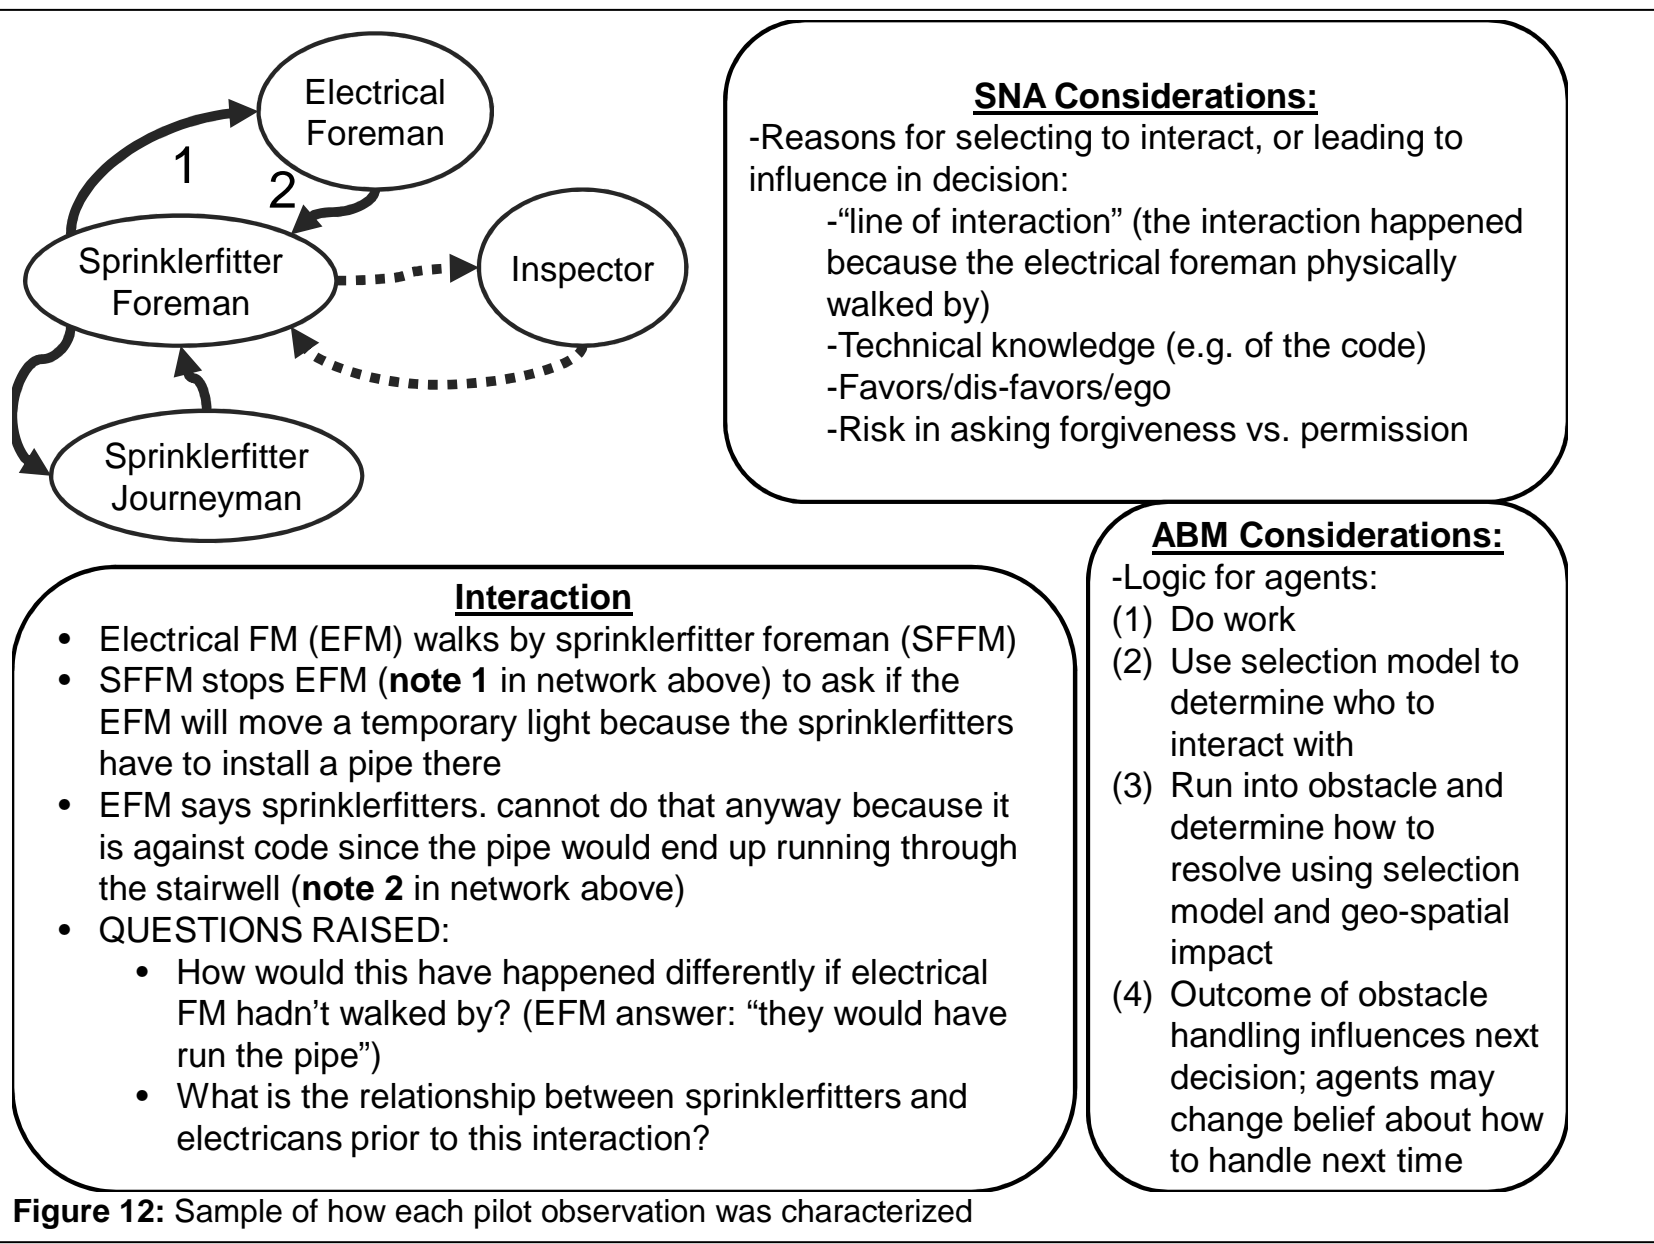 Electrical
Foreman
1
2
Sprinklerfitter
Foreman
Inspector
Sprinklerfitter
Journeyman
SNA Considerations:
-Reasons for selecting to interact, or leading to
influence in decision:
-“line of interaction” (the interaction happened
because the electrical foreman physically
walked by)
-Technical knowledge (e.g. of the code)
-Favors/dis-favors/ego
-Risk in asking forgiveness vs. permission
Interaction
• Electrical FM (EFM) walks by sprinklerfitter foreman (SFFM)
• SFFM stops EFM (note 1 in network above) to ask if the
EFM will move a temporary light because the sprinklerfitters
have to install a pipe there
• EFM says sprinklerfitters. cannot do that anyway because it
is against code since the pipe would end up running through
the stairwell (note 2 in network above)
• QUESTIONS RAISED:
• How would this have happened differently if electrical
FM hadn’t walked by? (EFM answer: “they would have
run the pipe”)
• What is the relationship between sprinklerfitters and
electricans prior to this interaction?
ABM Considerations:
-Logic for agents:
(1) Do work
(2) Use selection model to
determine who to
interact with
(3) Run into obstacle and
determine how to
resolve using selection
model and geo-spatial
impact
(4) Outcome of obstacle
handling influences next
decision; agents may
change belief about how
to handle next time
Figure 12: Sample of how each pilot observation was characterized